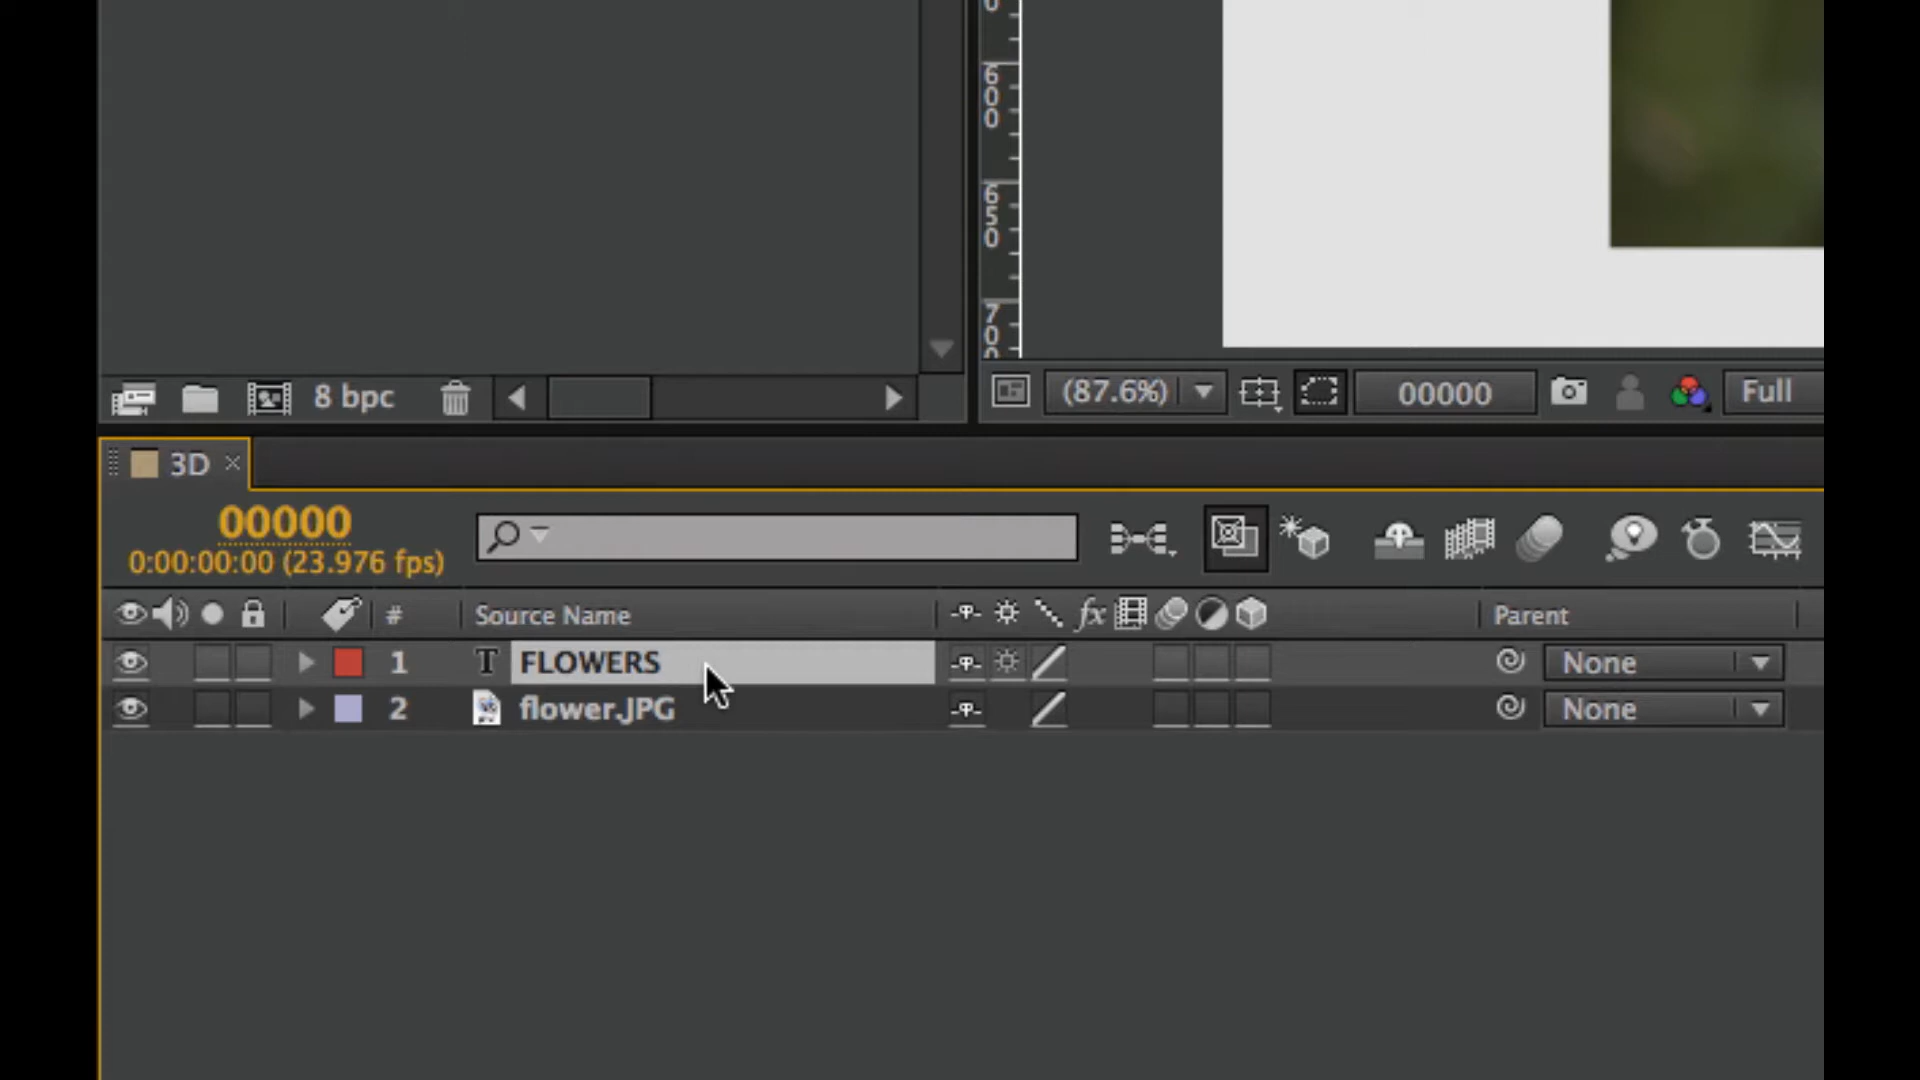 600
650
700
8 bpc
(87.6%)
00000
Full
3D
00000
0:00:00:00 (23.976 fps)
# Source Name fx Parent
1 T FLOWERS None
2 flower.JPG None